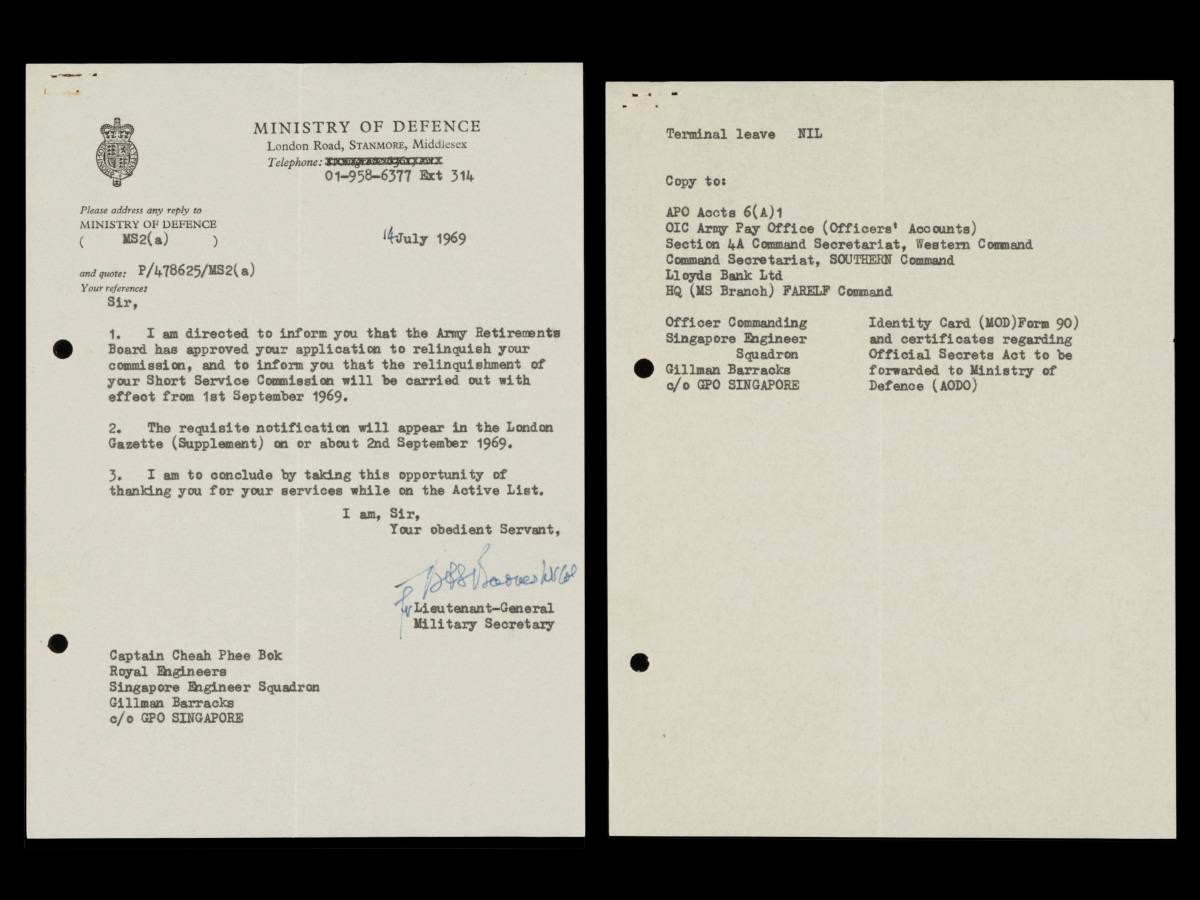 MINISTRY OF DEFENCE
London Road, STANMORE, Middlesex
Telephone:
01-958-6377 Ext 314
Please address any reply to
MINISTRY OF DEFENCE
( MS2(a) )
14 July 1969
and quote: P/478625/MS2(a)
Your reference:
Sir,
1. I am directed to inform you that the Army Retirements
Board has approved your application to relinquish your
commission, and to inform you that the relinquishment of
your Short Service Commission will be carried out with
effect from 1st September 1969.
2. The requisite notification will appear in the London
Gazette (Supplement) on or about 2nd September 1969.
3. I am to conclude by taking this opportunity of
thanking you for your services while on the Active List.
I am, Sir,
Your obedient Servant,
for Lieutenant-General
Military Secretary
Captain Cheah Phee Bok
Royal Engineers
Singapore Engineer Squadron
Gillman Barracks
c/o GPO SINGAPORE
Terminal leave NIL
Copy to:
APO Accts 6(A)1
OIC Army Pay Office (Officers' Accounts)
Section 4A Command Secretariat, Western Command
Command Secretariat, SOUTHERN Command
Lloyds Bank Ltd
HQ (MS Branch) FARELF Command
Officer Commanding Identity Card (MOD)Form 90)
Singapore Engineer and certificates regarding
Squadron Official Secrets Act to be
Gillman Barracks forwarded to Ministry of
c/o GPO SINGAPORE Defence (AODO)